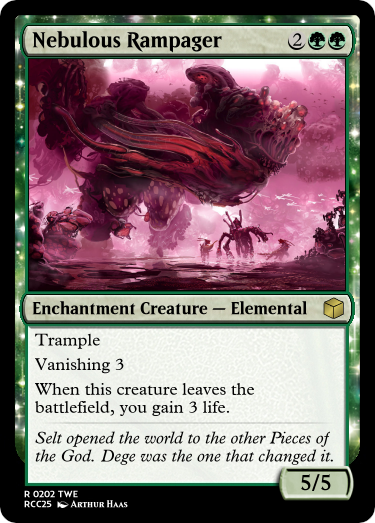 Nebulous Rampager 2
Enchantment Creature — Elemental
Trample
Vanishing 3
When this creature leaves the
battlefield, you gain 3 life.
Selt opened the world to the other Pieces of
the God. Dege was the one that changed it.
5/5
R 0202 TWE
RCC25 Arthur Haas